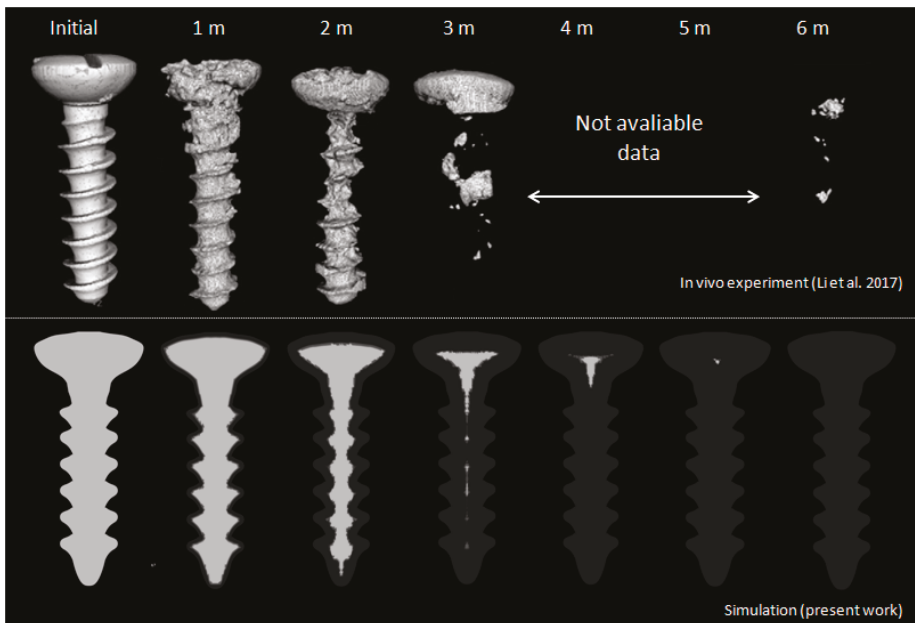 Initial 1 m 2 m 3 m 4 m 5 m 6 m
Not avaliable
data
In vivo experiment (Li et al. 2017)
Simulation (present work)